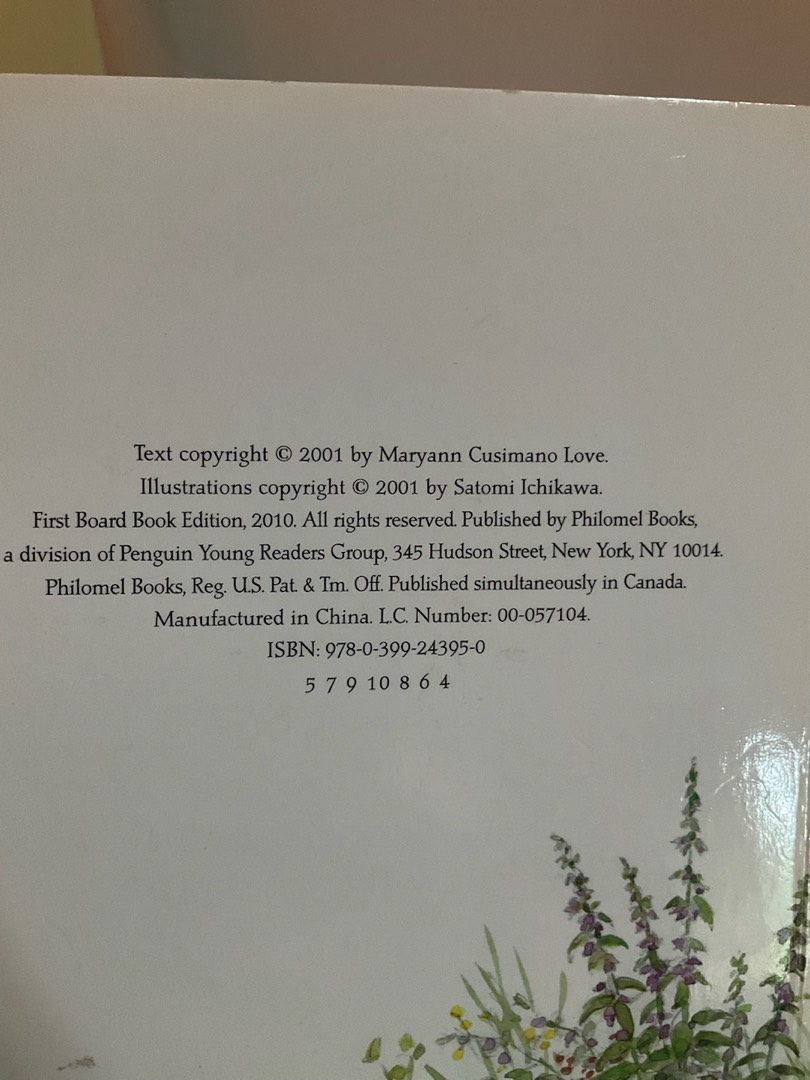 Text copyright © 2001 by Maryann Cusimano Love.
Illustrations copyright © 2001 by Satomi Ichikawa.
First Board Book Edition, 2010. All rights reserved. Published by Philomel Books,
a division of Penguin Young Readers Group, 345 Hudson Street, New York, NY 10014.
Philomel Books, Reg. U.S. Pat. & Tm. Off. Published simultaneously in Canada.
Manufactured in China. L.C. Number: 00-057104.
ISBN: 978-0-399-24395-0
5 7 9 10 8 6 4